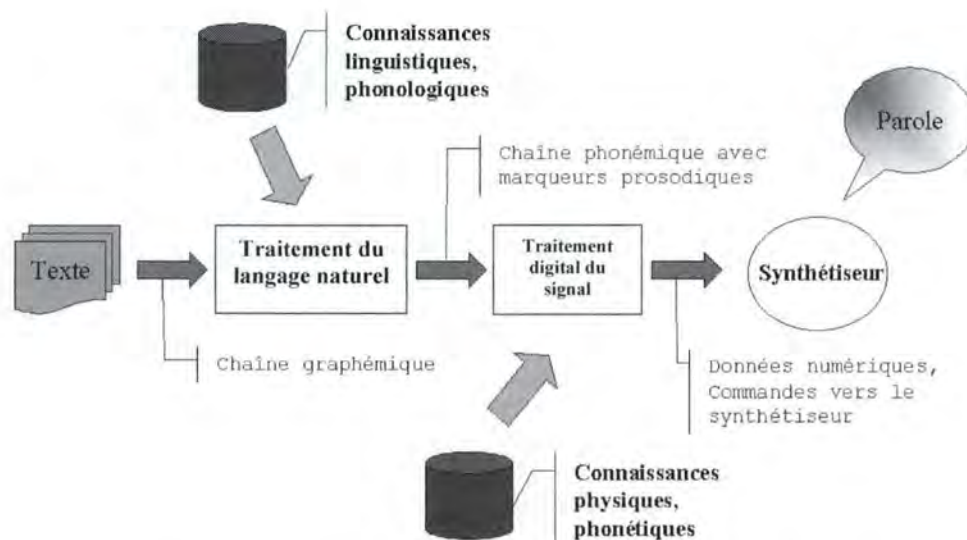 Connaissances
linguistiques,
phonologiques
Parole
Chaîne phonémique avec
marqueurs prosodiques
Texte
Traitement du
langage naturel
Traitement
digital du
signal
Synthétiseur
Chaîne graphémique
Données numériques,
Commandes vers le
synthétiseur
Connaissances
physiques,
phonétiques